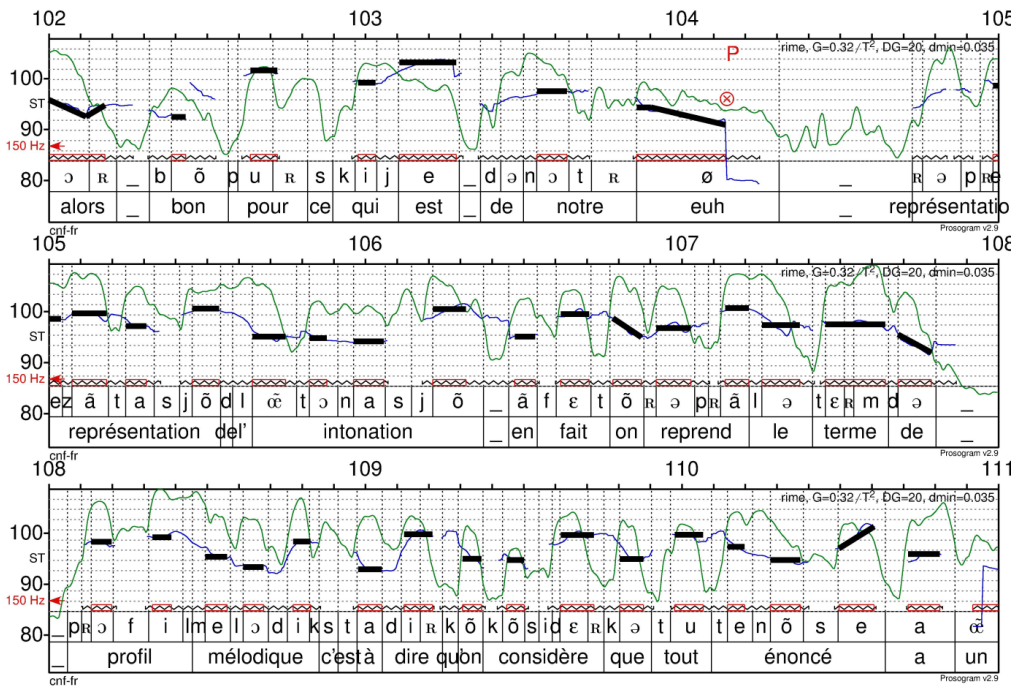 102 103 104 105
rime, G=0.32/T², DG=20, dmin=0.035
P
100
ST
90
150 Hz
80
ɔ ʀ _ b õ p u ʀ s k i j e _ d ə n ɔ t ʀ ø _ ʀ ə p ʀ e
alors _ bon pour ce qui est _ de notre euh _ représentatio
cnf-fr Prosogram v2.9
105 106 107 108
rime, G=0.32/T², DG=20, dmin=0.035
100
ST
90
150 Hz
80
e z ã t a s j õ d l œ̃ t ɔ n a s j õ _ ã f ɛ t õ ʀ ə p ʀ ã l ə t ɛ ʀ m d ə _
représentation del' intonation _ en fait on reprend le terme de _
cnf-fr Prosogram v2.9
108 109 110 111
rime, G=0.32/T², DG=20, dmin=0.035
100
ST
90
150 Hz
80
_ p ʀ ɔ f i l m e l ɔ d i k s t a d i ʀ k õ k õ s i d ɛ ʀ k ə t u t e n õ s e a œ̃
_ profil mélodique c'est à dire qu'on considère que tout énoncé a un
cnf-fr Prosogram v2.9